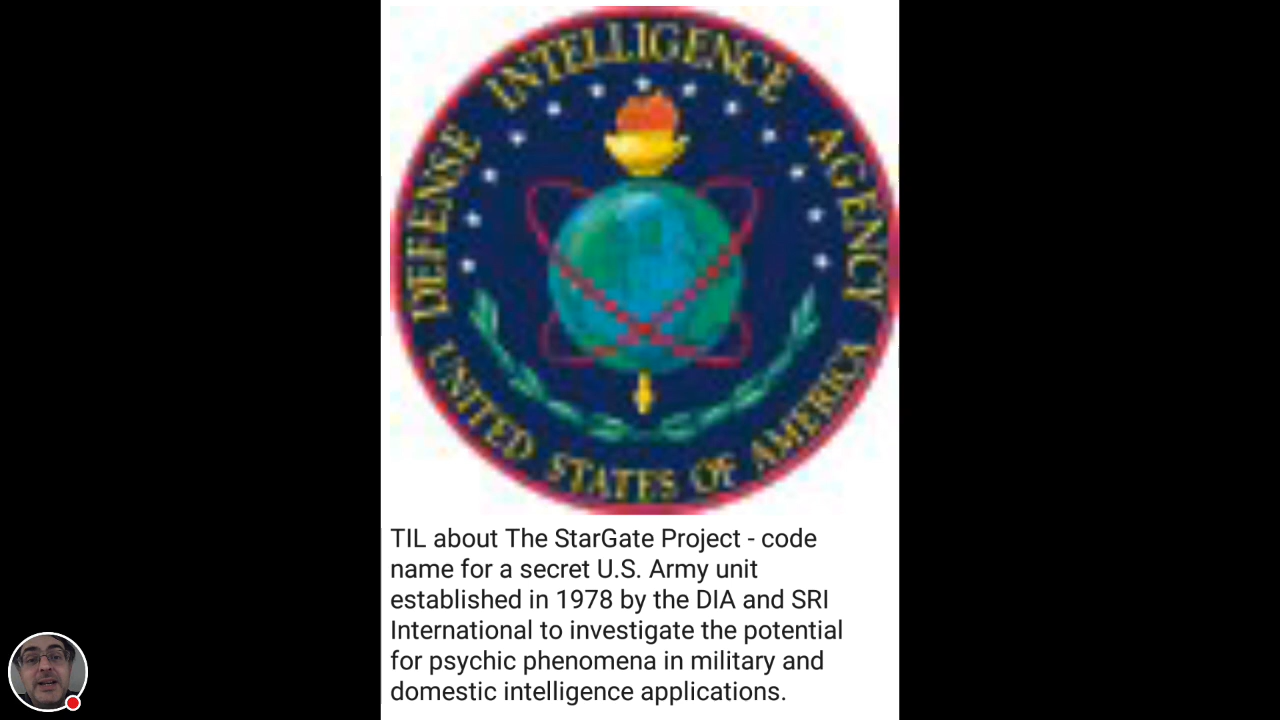 DEFENSE INTELLIGENCE AGENCY
UNITED STATES OF AMERICA
TIL about The StarGate Project - code
name for a secret U.S. Army unit
established in 1978 by the DIA and SRI
International to investigate the potential
for psychic phenomena in military and
domestic intelligence applications.